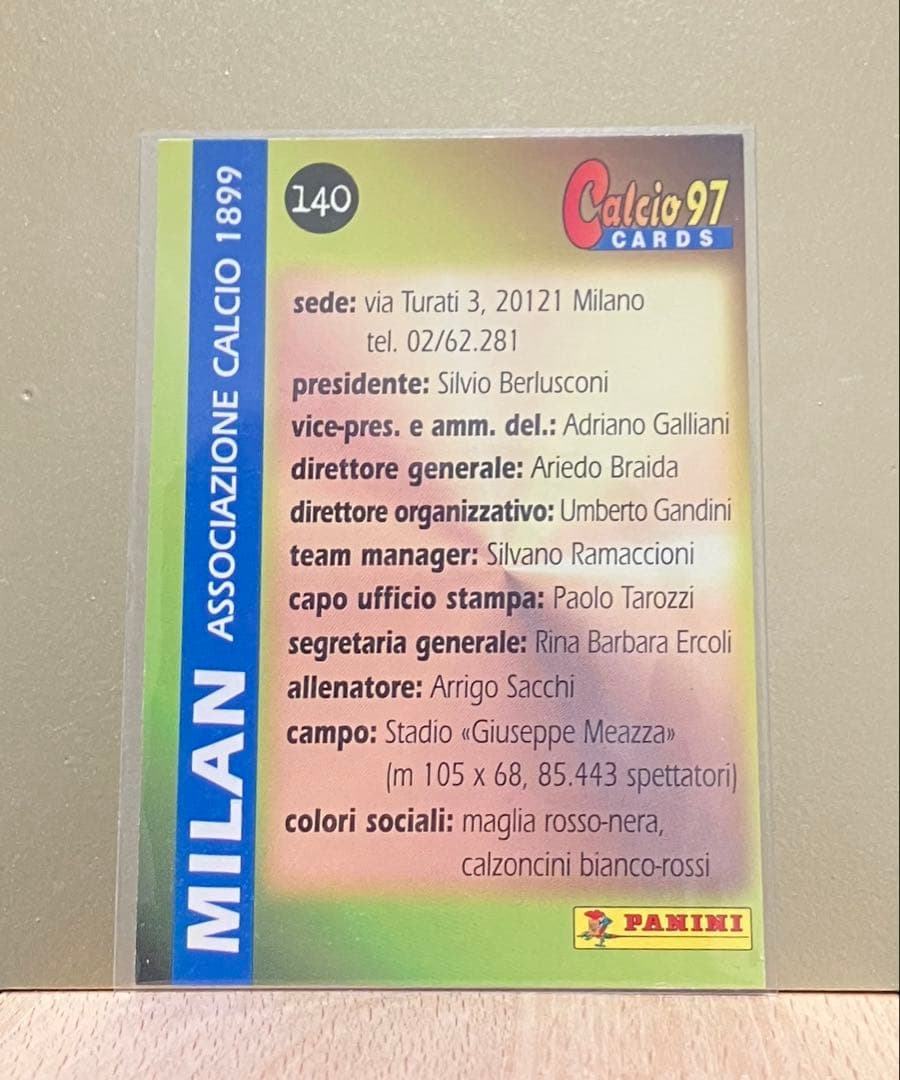 140
Calcio 97
CARDS
MILAN ASSOCIAZIONE CALCIO 1899
sede: via Turati 3, 20121 Milano
tel. 02/62.281
presidente: Silvio Berlusconi
vice-pres. e amm. del.: Adriano Galliani
direttore generale: Ariedo Braida
direttore organizzativo: Umberto Gandini
team manager: Silvano Ramaccioni
capo ufficio stampa: Paolo Tarozzi
segretaria generale: Rina Barbara Ercoli
allenatore: Arrigo Sacchi
campo: Stadio «Giuseppe Meazza»
(m 105 x 68, 85.443 spettatori)
colori sociali: maglia rosso-nera,
calzoncini bianco-rossi
PANINI